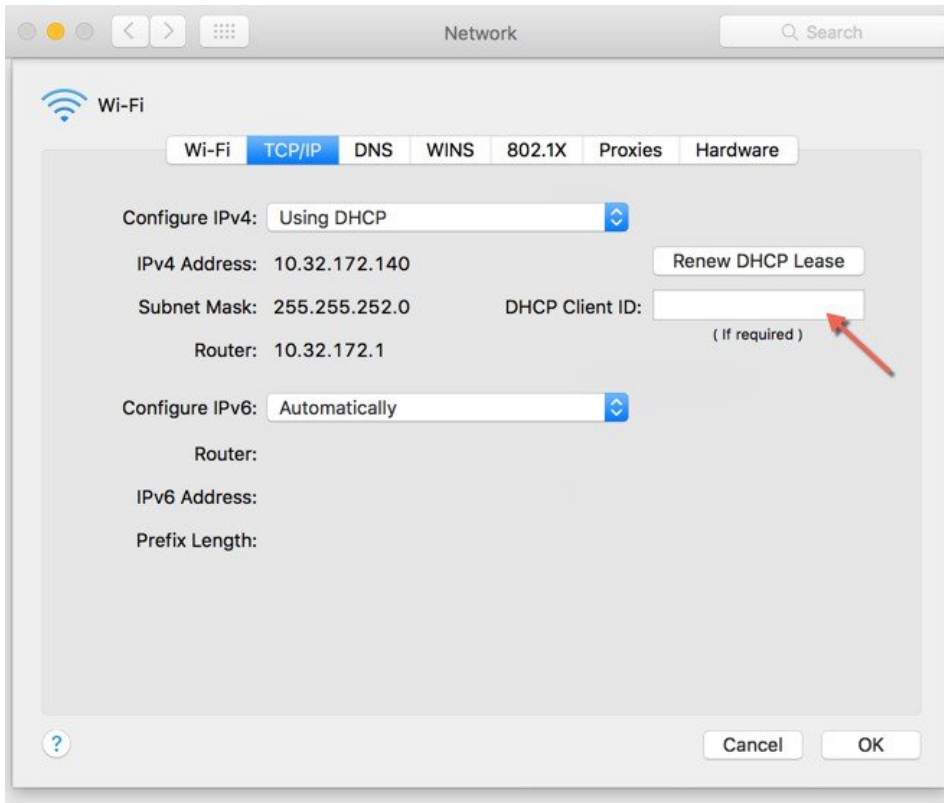 Network
Search
Wi-Fi
Wi-Fi TCP/IP DNS WINS 802.1X Proxies Hardware
Configure IPv4: Using DHCP
IPv4 Address: 10.32.172.140 Renew DHCP Lease
Subnet Mask: 255.255.252.0 DHCP Client ID:
( If required )
Router: 10.32.172.1
Configure IPv6: Automatically
Router:
IPv6 Address:
Prefix Length:
? Cancel OK